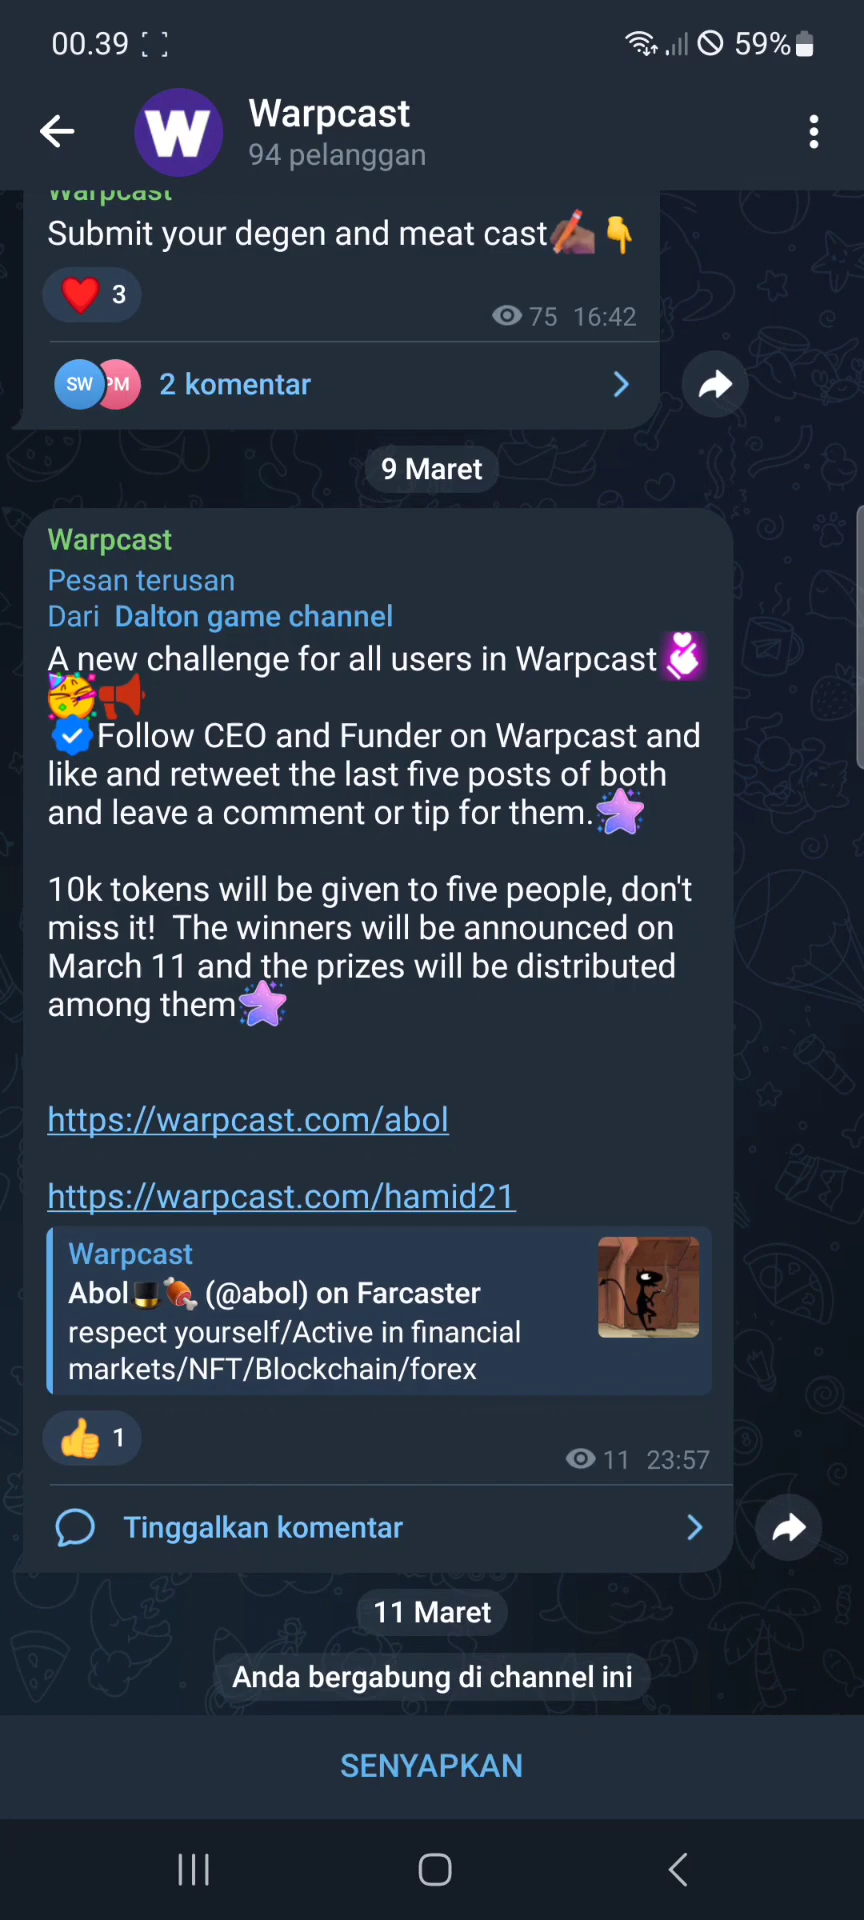 00.39
59%
W
Warpcast
94 pelanggan
Warpcast
Submit your degen and meat cast✍🏽👇
❤️ 3
75 16:42
SW PM 2 komentar
9 Maret
Warpcast
Pesan terusan
Dari Dalton game channel
A new challenge for all users in Warpcast
🥳📣
Follow CEO and Funder on Warpcast and
like and retweet the last five posts of both
and leave a comment or tip for them.
10k tokens will be given to five people, don't
miss it! The winners will be announced on
March 11 and the prizes will be distributed
among them
https://warpcast.com/abol
https://warpcast.com/hamid21
Warpcast
Abol🎩🍖 (@abol) on Farcaster
respect yourself/Active in financial
markets/NFT/Blockchain/forex
👍 1
11 23:57
Tinggalkan komentar
11 Maret
Anda bergabung di channel ini
SENYAPKAN